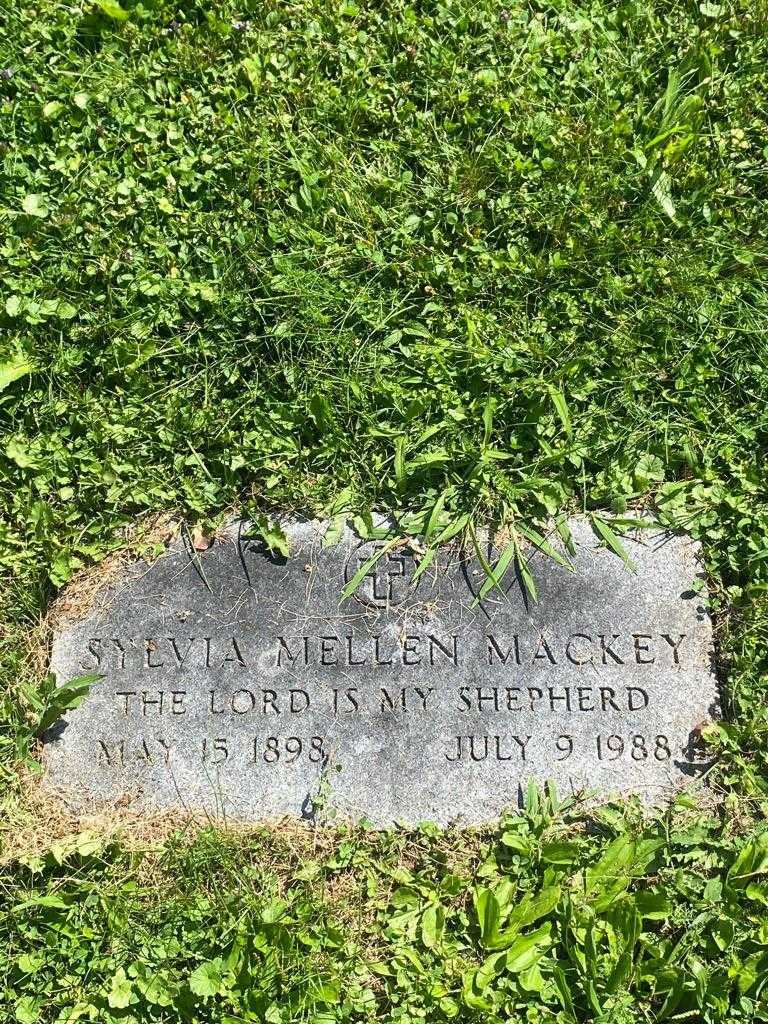 SYLVIA MELLEN MACKEY
THE LORD IS MY SHEPHERD
MAY 15 1898 JULY 9 1988